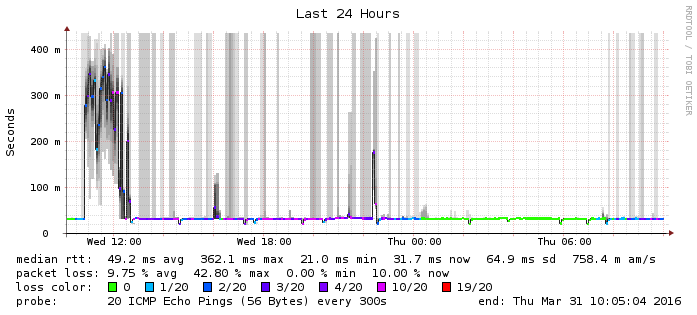 Last 24 Hours
RRDTOOL / TOBI OETIKER
Seconds
400 m
300 m
200 m
100 m
0
Wed 12:00 Wed 18:00 Thu 00:00 Thu 06:00
median rtt: 49.2 ms avg 362.1 ms max 21.0 ms min 31.7 ms now 64.9 ms sd 758.4 m am/s
packet loss: 9.75 % avg 42.80 % max 0.00 % min 10.00 % now
loss color: 0 1/20 2/20 3/20 4/20 10/20 19/20
probe: 20 ICMP Echo Pings (56 Bytes) every 300s end: Thu Mar 31 10:05:04 2016